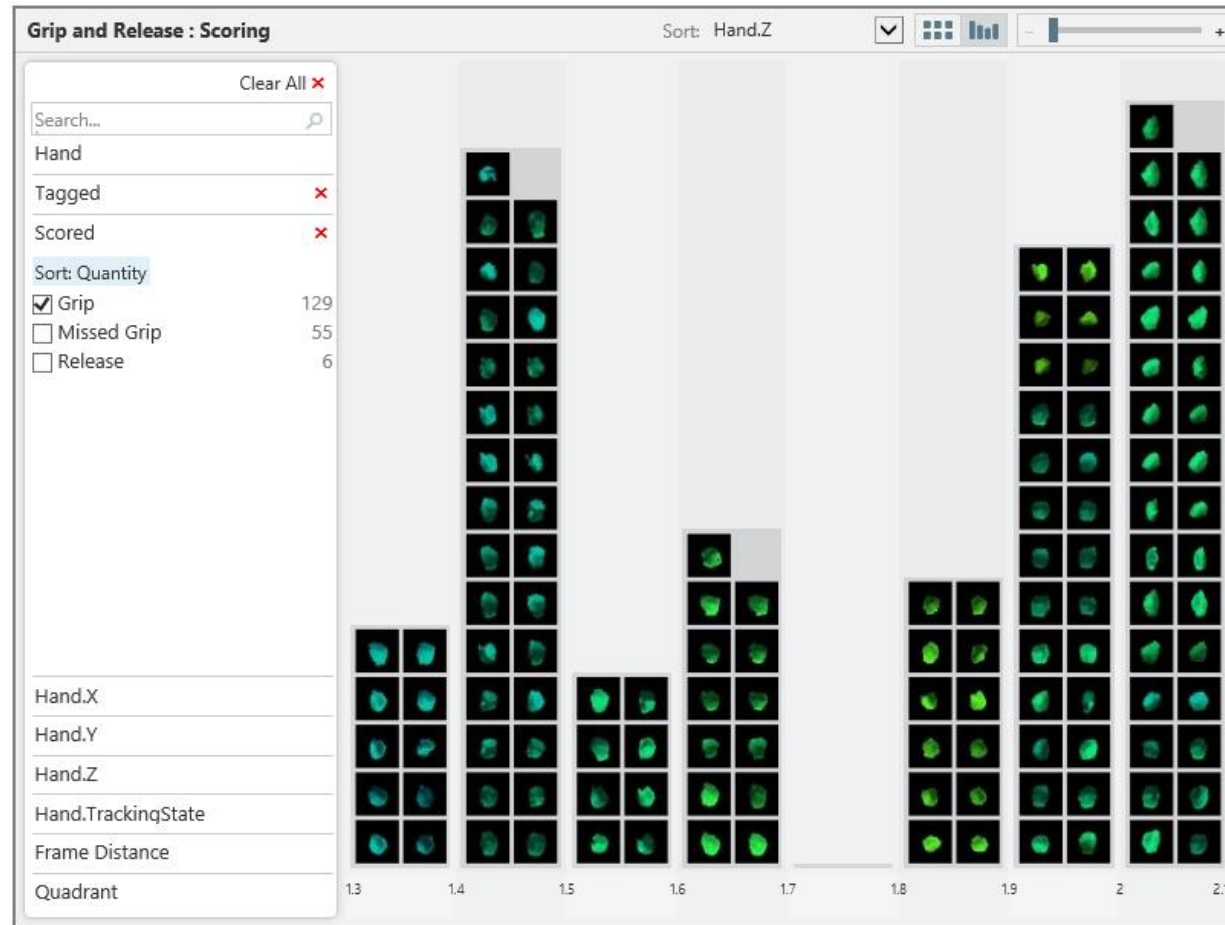 Grip and Release : Scoring
Sort: Hand.Z
- +
Clear All ×
Search...
Hand
Tagged ×
Scored ×
Sort: Quantity
Grip 129
Missed Grip 55
Release 6
Hand.X
Hand.Y
Hand.Z
Hand.TrackingState
Frame Distance
Quadrant
1.3 1.4 1.5 1.6 1.7 1.8 1.9 2